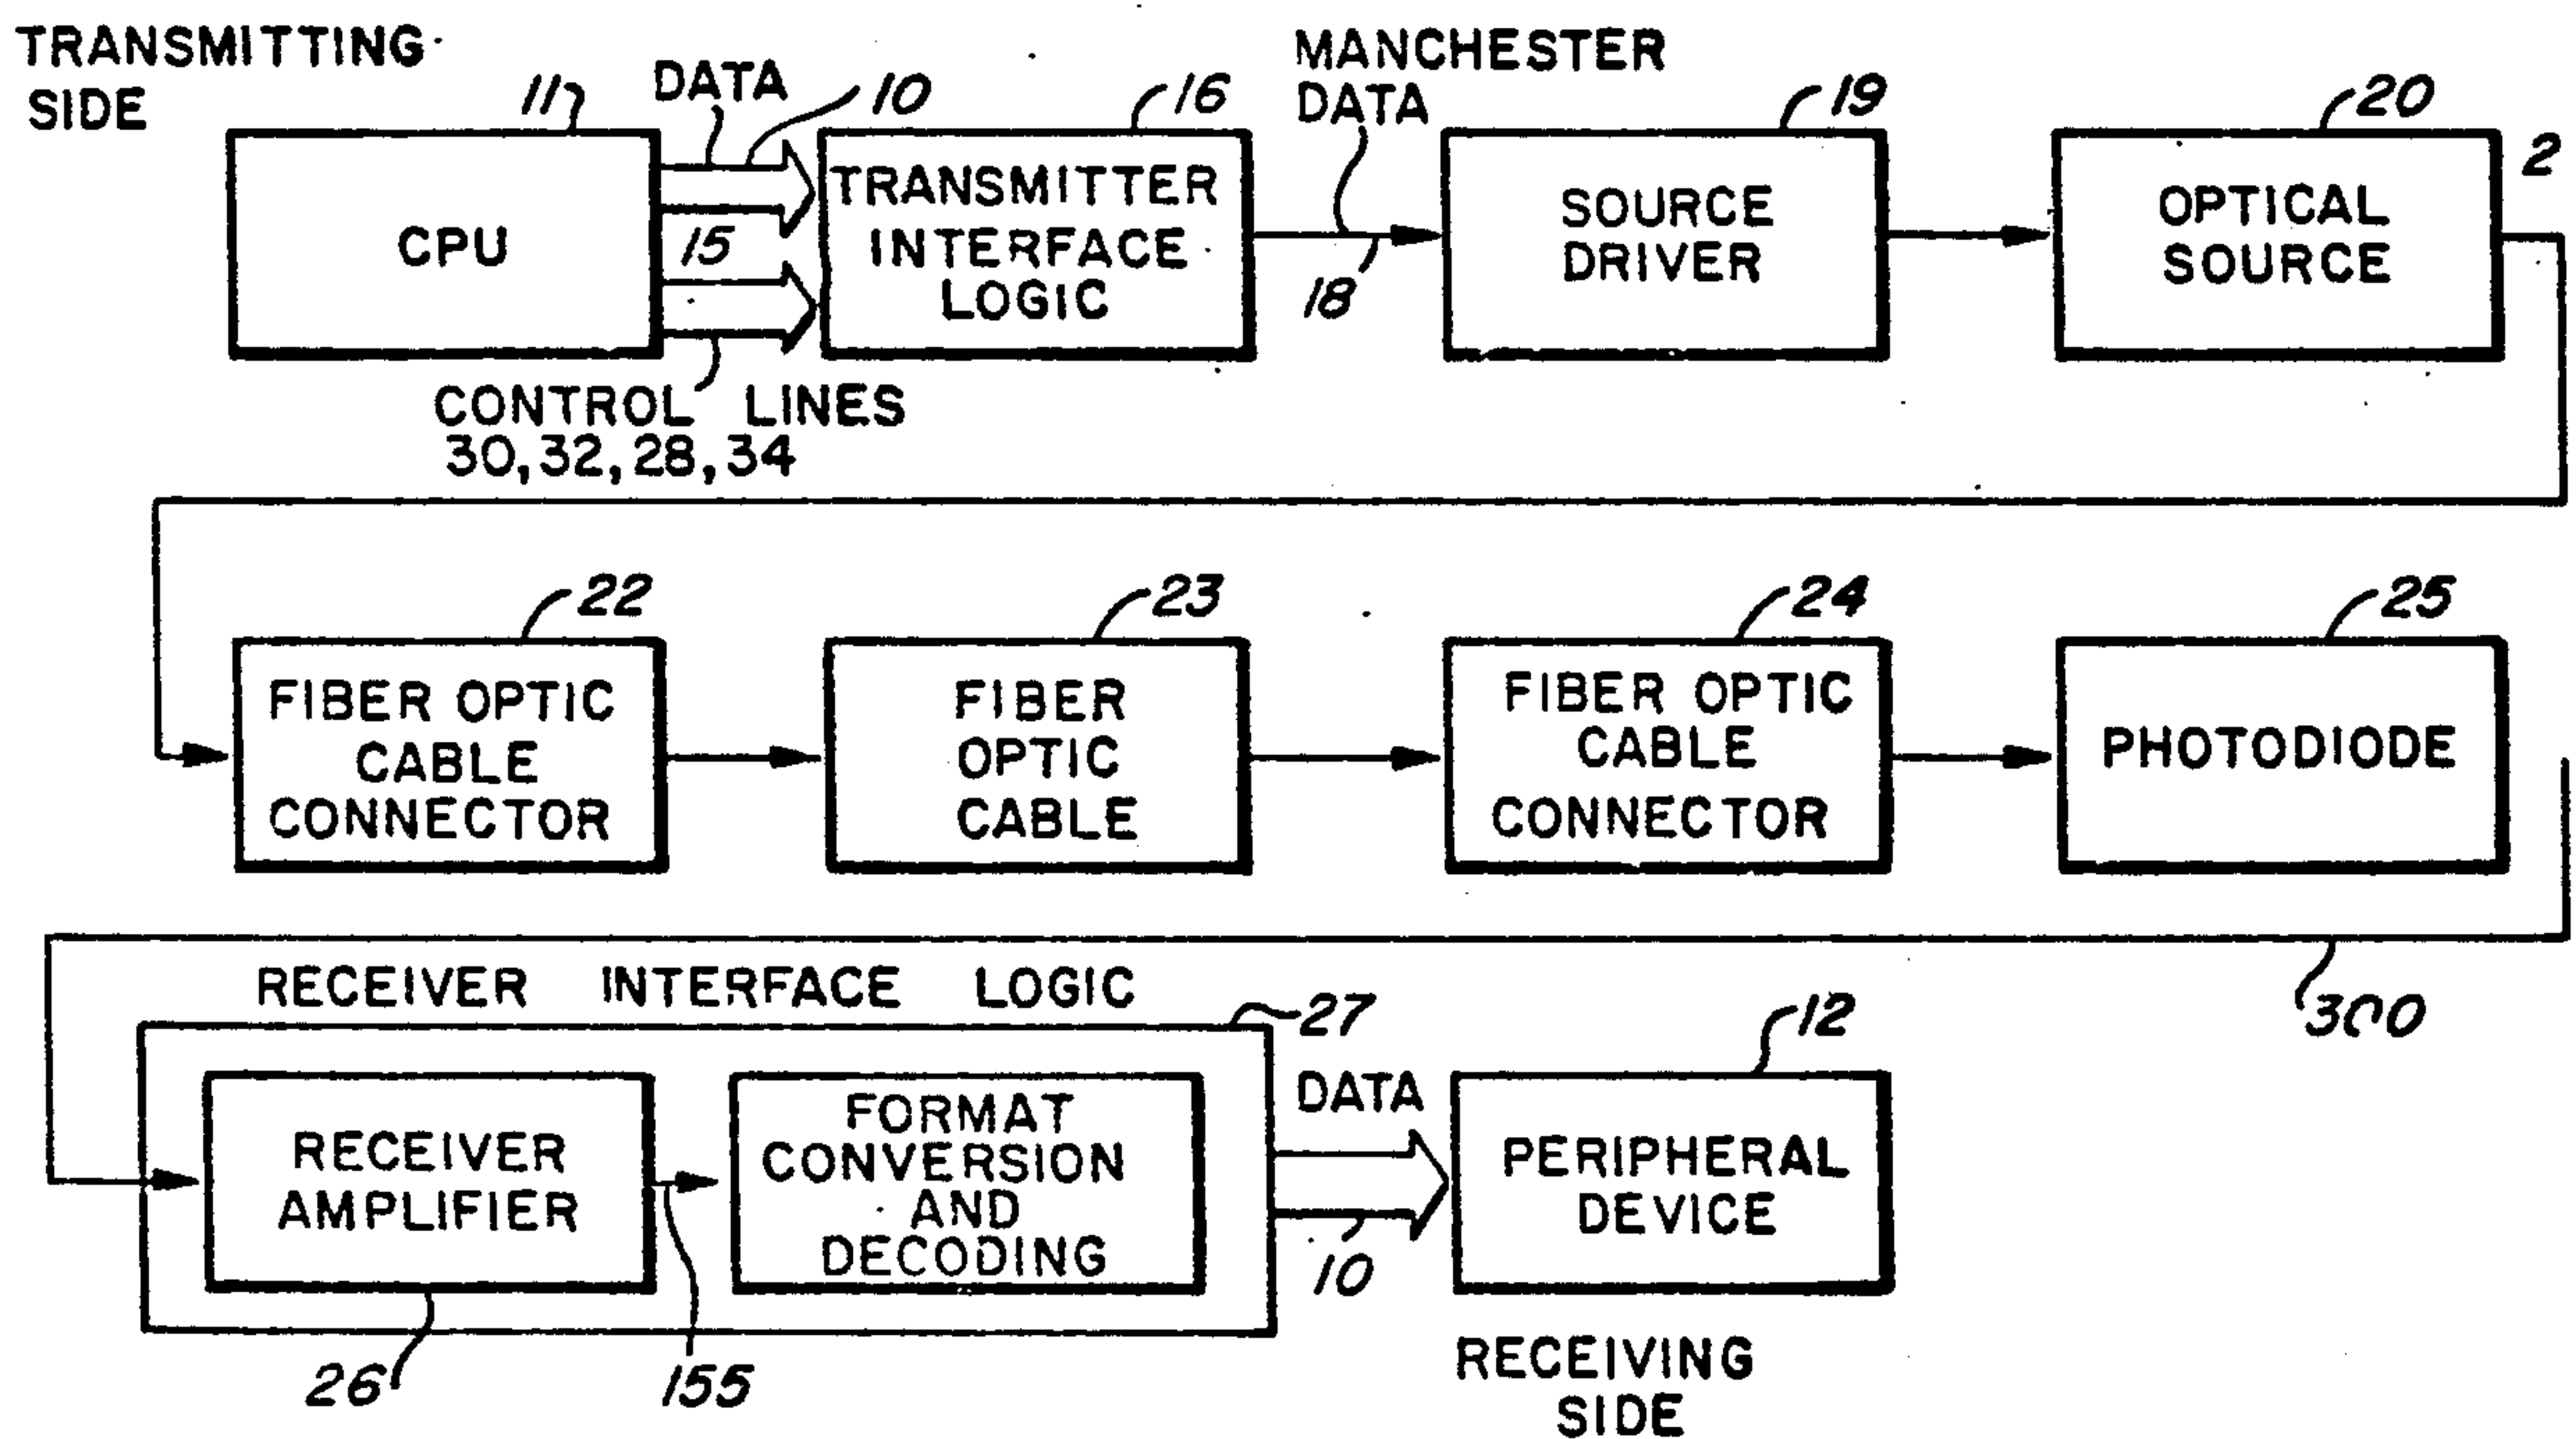 TRANSMITTING
SIDE
11
DATA
10
16
MANCHESTER
DATA
19
20
2
CPU
15
TRANSMITTER
INTERFACE
LOGIC
18
SOURCE
DRIVER
OPTICAL
SOURCE
CONTROL LINES
30, 32, 28, 34
22
23
24
25
FIBER OPTIC
CABLE
CONNECTOR
FIBER
OPTIC
CABLE
FIBER OPTIC
CABLE
CONNECTOR
PHOTODIODE
RECEIVER INTERFACE LOGIC
27
12
300
RECEIVER
AMPLIFIER
FORMAT
CONVERSION
AND
DECODING
DATA
10
PERIPHERAL
DEVICE
26
155
RECEIVING
SIDE